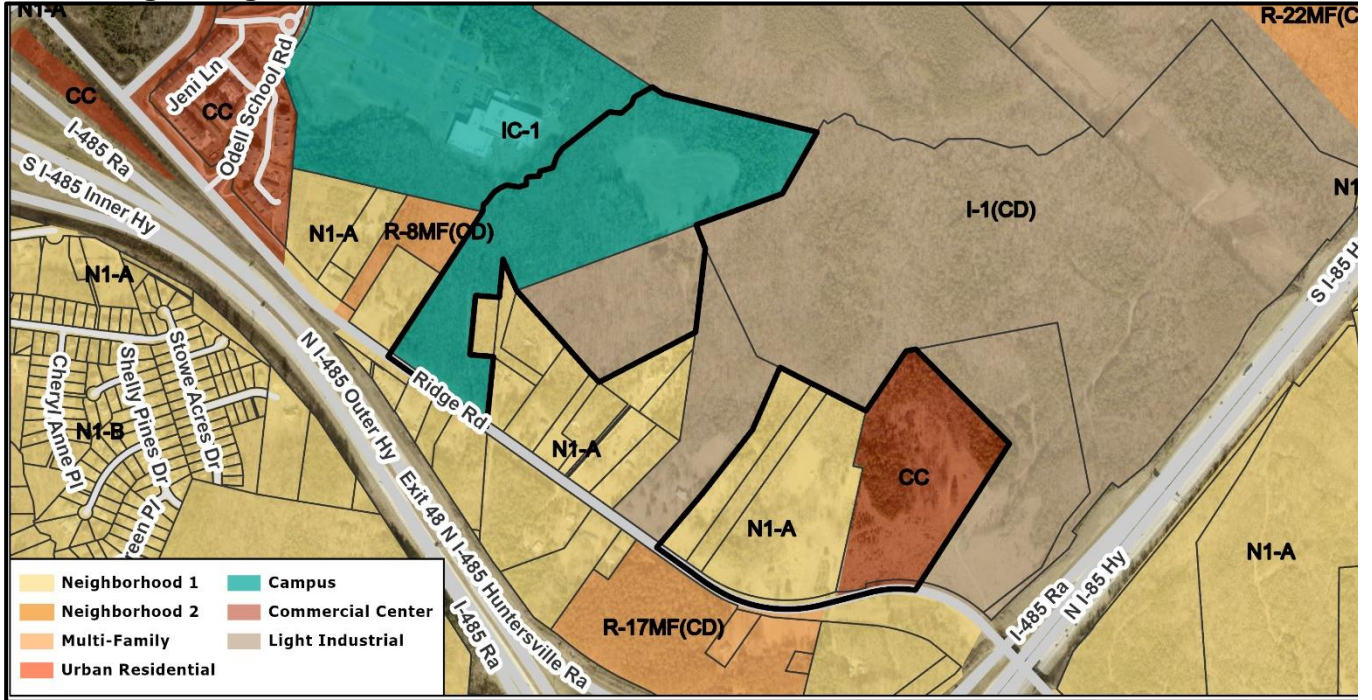 N1-A
R-22MF(C
Jeni Ln
Odell School Rd
CC
CC
I-485 Ra
S I-485 Inner Hy
IC-1
I-1(CD)
N1
N1-A
R-8MF(CD)
N1-A
S I-85 H
Cheryl Anne Pl
Shelly Pines Dr
Stowe Acres Dr
N1-B
reen Pl
N I-485 Outer Hy
Exit 48 N I-485 Huntersville Ra
Ridge Rd
N1-A
N1-A
CC
N1-A
R-17MF(CD)
I-485 Ra
I-485 Ra
N I-85 Hy
Neighborhood 1
Neighborhood 2
Multi-Family
Urban Residential
Campus
Commercial Center
Light Industrial